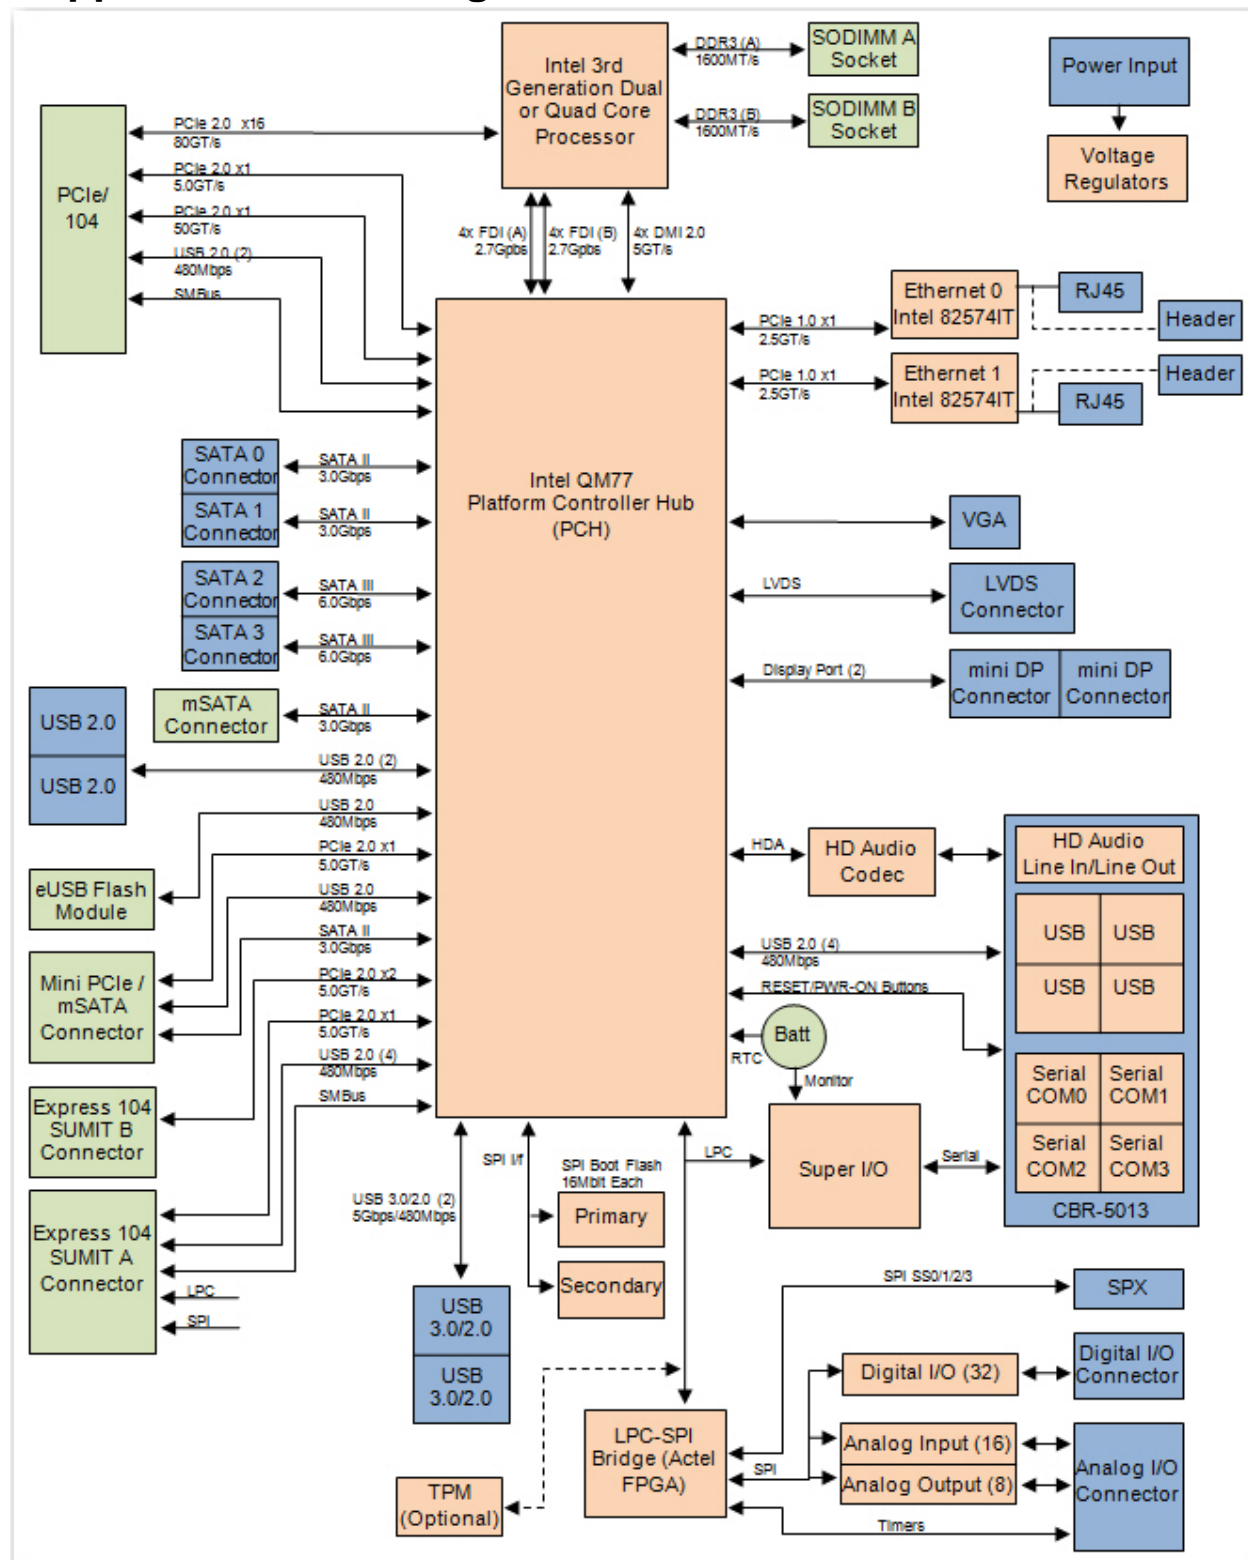 Intel 3rd
Generation Dual
or Quad Core
Processor
DDR3 (A)
1600MT/s
SODIMM A
Socket
DDR3 (B)
1600MT/s
SODIMM B
Socket
Power Input
Voltage
Regulators
PCIe/
104
PCIe 2.0 x16
80GT/s
PCIe 2.0 x1
5.0GT/s
PCIe 2.0 x1
50GT/s
USB 2.0 (2)
480Mbps
SMBus
4x FDI (A)
2.7Gpbs
4x FDI (B)
2.7Gpbs
4x DMI 2.0
5GT/s
Intel QM77
Platform Controller Hub
(PCH)
PCIe 1.0 x1
2.5GT/s
Ethernet 0
Intel 82574IT
RJ45
Header
PCIe 1.0 x1
2.5GT/s
Ethernet 1
Intel 82574IT
Header
RJ45
SATA 0
Connector
SATA II
3.0Gbps
SATA 1
Connector
SATA II
3.0Gbps
SATA 2
Connector
SATA III
6.0Gbps
SATA 3
Connector
SATA III
6.0Gbps
mSATA
Connector
SATA II
3.0Gbps
VGA
LVDS
LVDS
Connector
Display Port (2)
mini DP
Connector
mini DP
Connector
USB 2.0
USB 2.0
USB 2.0 (2)
480Mbps
USB 2.0
480Mbps
PCIe 2.0 x1
5.0GT/s
USB 2.0
480Mbps
SATA II
3.0Gbps
PCIe 2.0 x2
5.0GT/s
PCIe 2.0 x1
5.0GT/s
USB 2.0 (4)
480Mbps
SMBus
eUSB Flash
Module
Mini PCIe /
mSATA
Connector
Express 104
SUMIT B
Connector
Express 104
SUMIT A
Connector
LPC
SPI
HDA
HD Audio
Codec
HD Audio
Line In/Line Out
USB 2.0 (4)
480Mbps
USB
USB
USB
USB
RESET/PWR-ON Buttons
Batt
RTC
Monitor
Serial
COM0
Serial
COM1
Serial
COM2
Serial
COM3
CBR-5013
LPC
Super I/O
Serial
SPI I/f
SPI Boot Flash
16Mbit Each
Primary
Secondary
USB 3.0/2.0 (2)
5Gbps/480Mbps
USB
3.0/2.0
USB
3.0/2.0
TPM
(Optional)
LPC-SPI
Bridge (Actel
FPGA)
SPI SS0/1/2/3
SPX
SPI
Digital I/O (32)
Digital I/O
Connector
Analog Input (16)
Analog Output (8)
Analog I/O
Connector
Timers